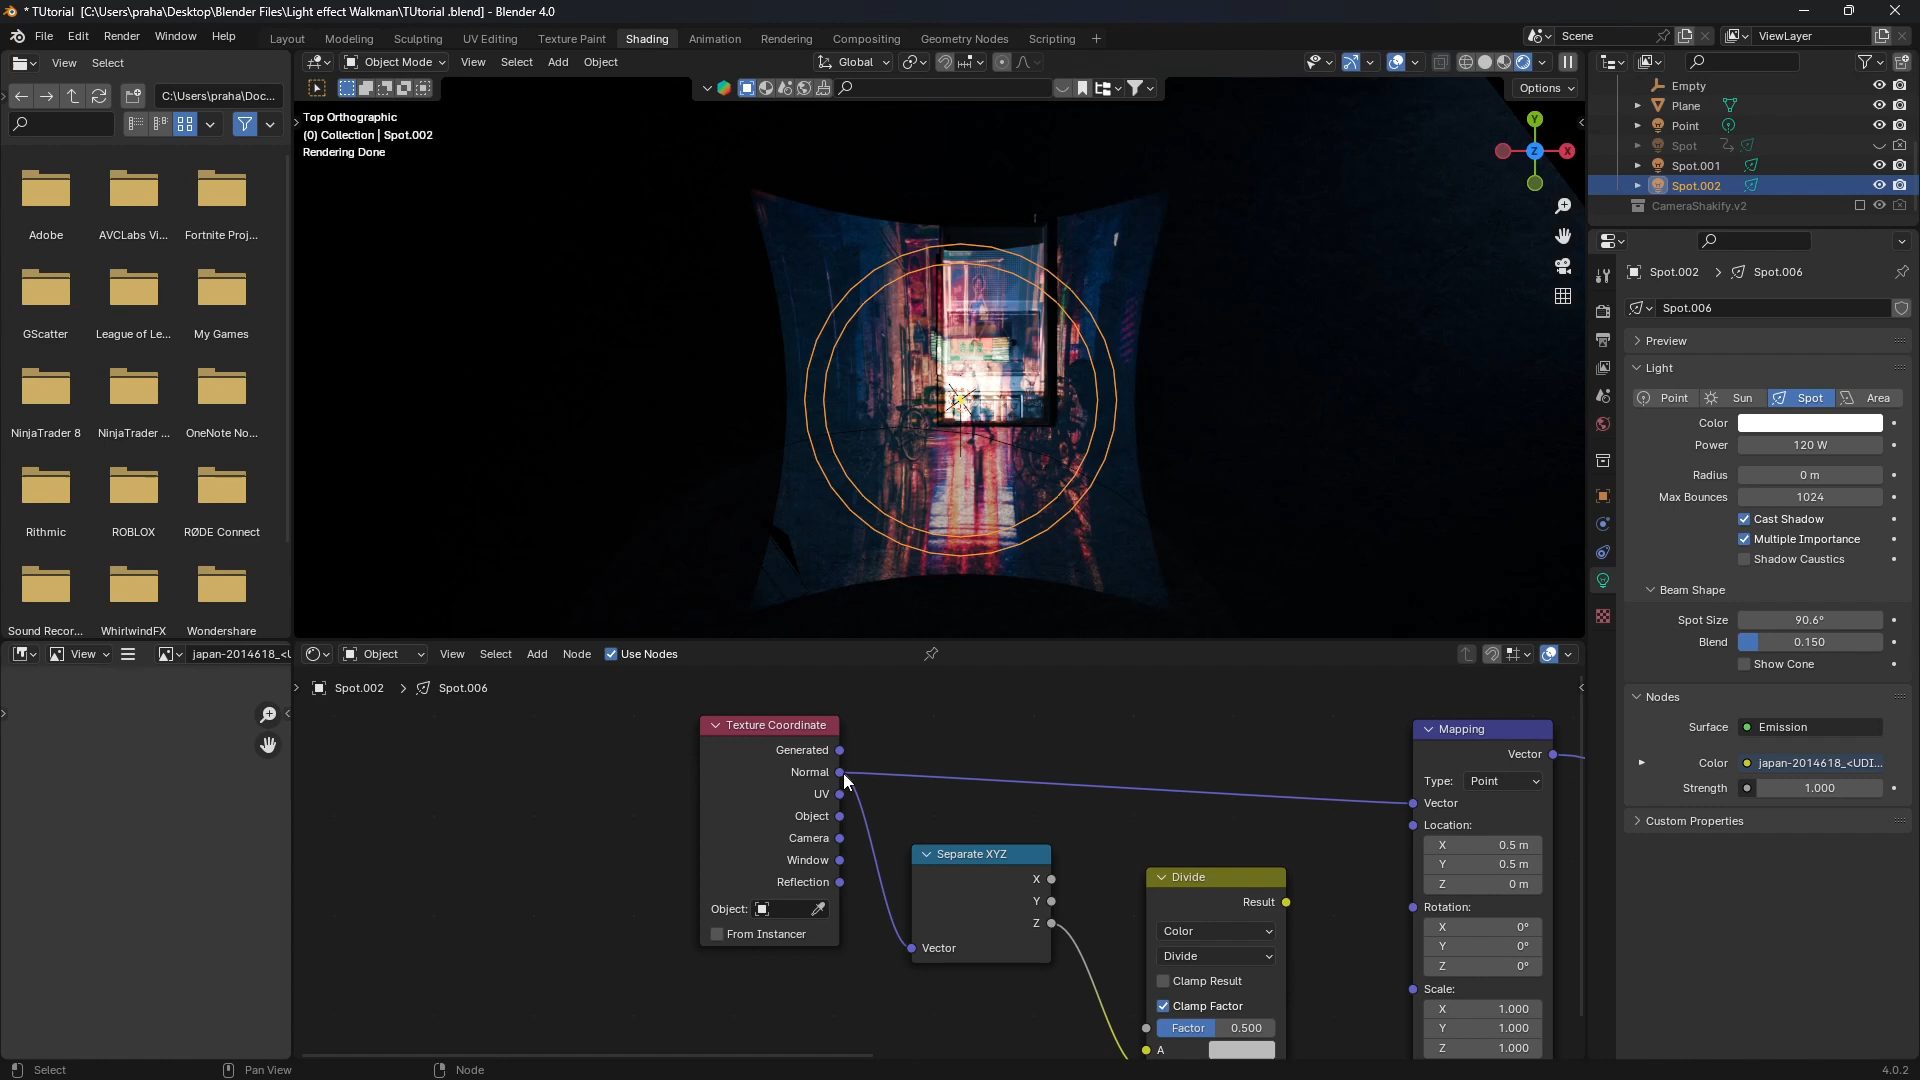 * TUtorial  [C:\Users\praha\Desktop\Blender Files\Light effect Walkman\TUtorial .blend] - Blender 4.0
File Edit Render Window Help
Layout Modeling Sculpting UV Editing Texture Paint Shading Animation Rendering Compositing Geometry Nodes Scripting +
Scene
ViewLayer
View Select
Object Mode View Select Add Object
Global
C:\Users\praha\Doc...
Options
Top Orthographic
(0) Collection | Spot.002
Rendering Done
Y
X
Z
Adobe
AVCLabs Vi...
Fortnite Proj...
GScatter
League of Le...
My Games
NinjaTrader 8
NinjaTrader ...
OneNote No...
Rithmic
ROBLOX
RØDE Connect
Sound Recor...
WhirlwindFX
Wondershare
Empty
Plane
Point
Spot
Spot.001
Spot.002
CameraShakify.v2
Spot.002 > Spot.006
Spot.006
Preview
Light
Point Sun Spot Area
Color
Power 120 W
Radius 0 m
Max Bounces 1024
Cast Shadow
Multiple Importance
Shadow Caustics
Beam Shape
Spot Size 90.6°
Blend 0.150
Show Cone
Nodes
Surface Emission
Color japan-2014618_<UDI...
Strength 1.000
Custom Properties
View
japan-2014618_<U
Object View Select Add Node Use Nodes
Spot.002 > Spot.006
Texture Coordinate
Generated
Normal
UV
Object
Camera
Window
Reflection
Object:
From Instancer
Separate XYZ
X
Y
Z
Vector
Divide
Result
Color
Divide
Clamp Result
Clamp Factor
Factor 0.500
A
Mapping
Vector
Type: Point
Vector
Location:
X 0.5 m
Y 0.5 m
Z 0 m
Rotation:
X 0°
Y 0°
Z 0°
Scale:
X 1.000
Y 1.000
Z 1.000
Select
Pan View
Node
4.0.2